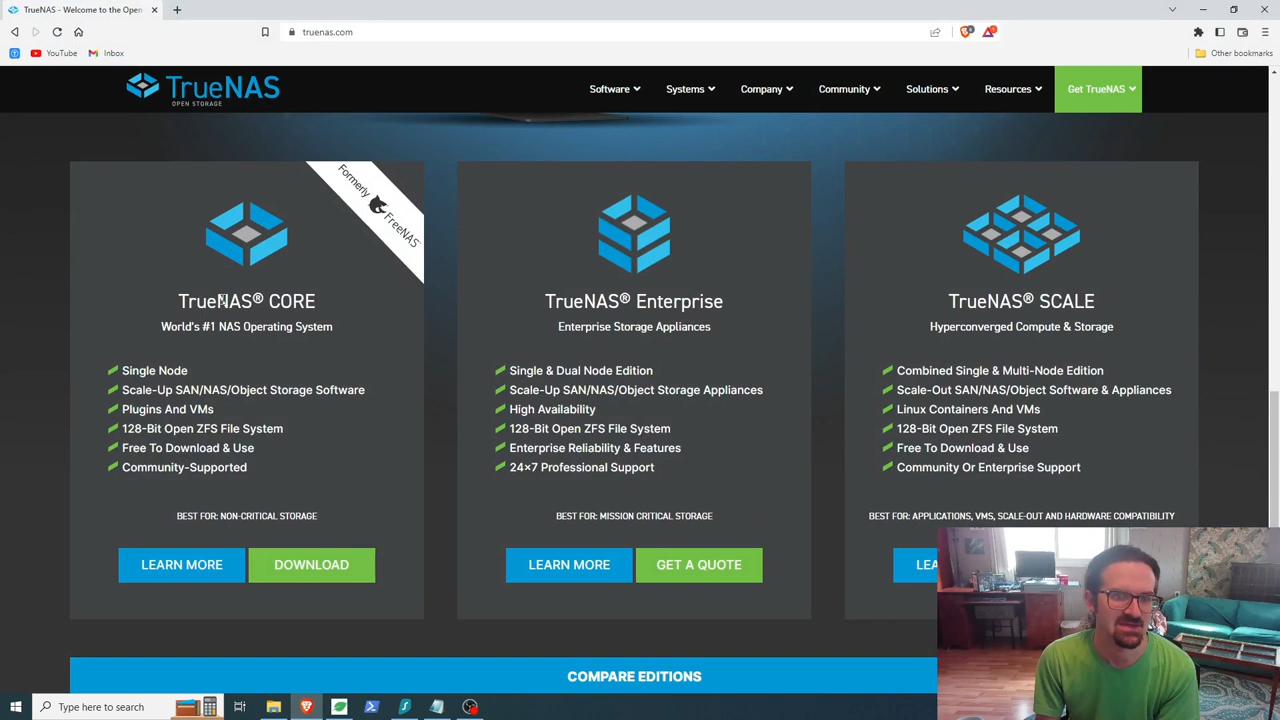 TrueNAS - Welcome to the Open
truenas.com
YouTube
Inbox
Other bookmarks
TrueNAS
OPEN STORAGE
Software
Systems
Company
Community
Solutions
Resources
Get TrueNAS
Formerly FreeNAS
TrueNAS® CORE
World's #1 NAS Operating System
Single Node
Scale-Up SAN/NAS/Object Storage Software
Plugins And VMs
128-Bit Open ZFS File System
Free To Download & Use
Community-Supported
BEST FOR: NON-CRITICAL STORAGE
LEARN MORE
DOWNLOAD
TrueNAS® Enterprise
Enterprise Storage Appliances
Single & Dual Node Edition
Scale-Up SAN/NAS/Object Storage Appliances
High Availability
128-Bit Open ZFS File System
Enterprise Reliability & Features
24×7 Professional Support
BEST FOR: MISSION CRITICAL STORAGE
LEARN MORE
GET A QUOTE
TrueNAS® SCALE
Hyperconverged Compute & Storage
Combined Single & Multi-Node Edition
Scale-Out SAN/NAS/Object Software & Appliances
Linux Containers And VMs
128-Bit Open ZFS File System
Free To Download & Use
Community Or Enterprise Support
BEST FOR: APPLICATIONS, VMS, SCALE-OUT AND HARDWARE COMPATIBILITY
LEA
COMPARE EDITIONS
Type here to search